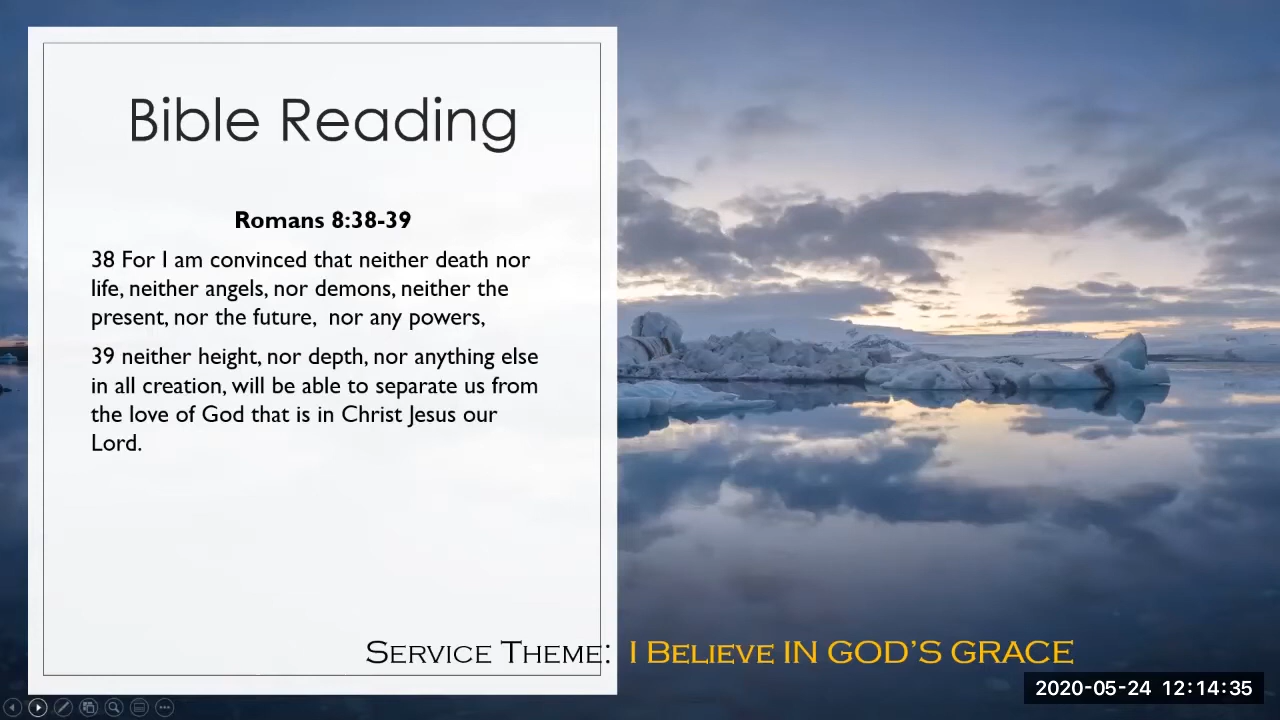 Bible Reading
Romans 8:38-39
38 For I am convinced that neither death nor
life, neither angels, nor demons, neither the
present, nor the future,  nor any powers,
39 neither height, nor depth, nor anything else
in all creation, will be able to separate us from
the love of God that is in Christ Jesus our
Lord.
Service Theme:  I Believe IN GOD’S GRACE
2020-05-24 12:14:35